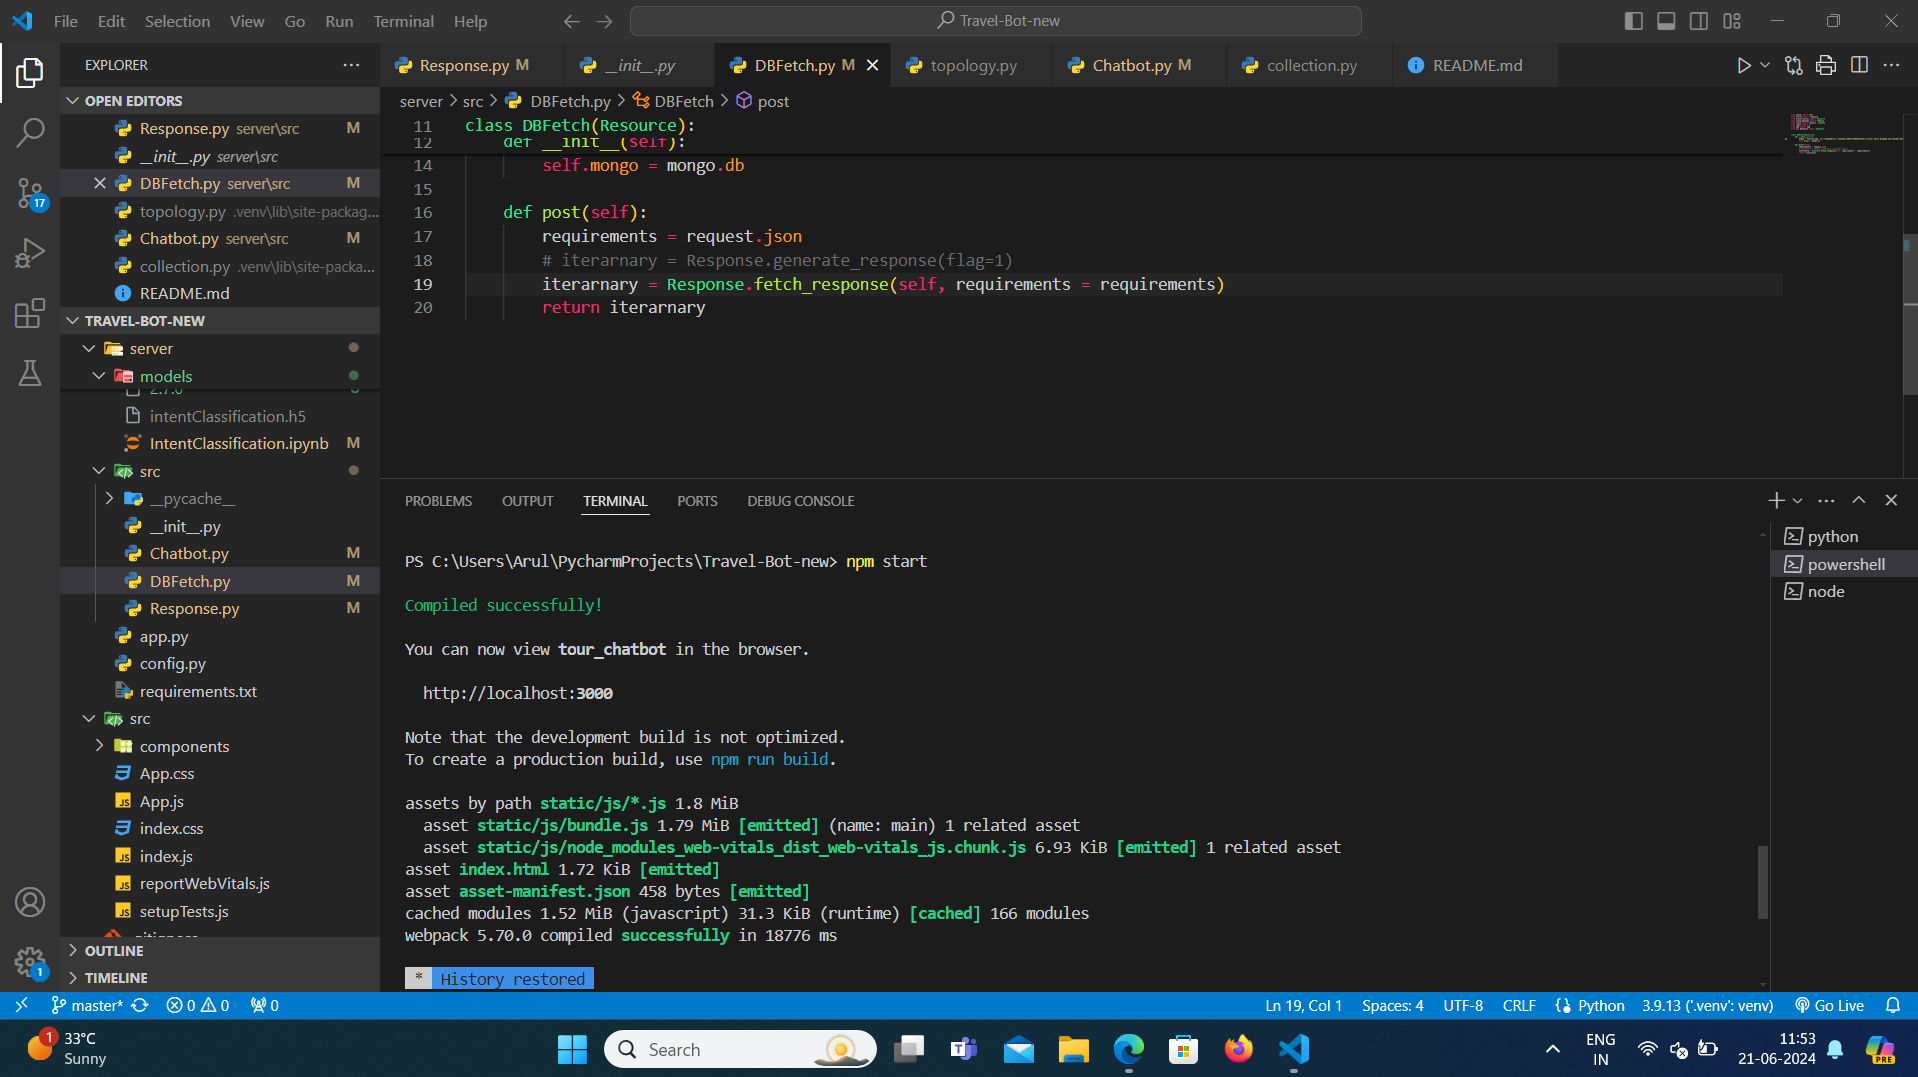 File Edit Selection View Go Run Terminal Help
Travel-Bot-new
EXPLORER
Response.py M
__init__.py
DBFetch.py M
topology.py
Chatbot.py M
collection.py
README.md
OPEN EDITORS
Response.py server\src M
__init__.py server\src
DBFetch.py server\src M
topology.py .venv\lib\site-packag...
Chatbot.py server\src M
collection.py .venv\lib\site-packa...
README.md
TRAVEL-BOT-NEW
server
models
2.7.0
intentClassification.h5
IntentClassification.ipynb M
src
__pycache__
__init__.py
Chatbot.py M
DBFetch.py M
Response.py M
app.py
config.py
requirements.txt
src
components
App.css
App.js
index.css
index.js
reportWebVitals.js
setupTests.js
.gitignore
OUTLINE
TIMELINE
17
1
server > src > DBFetch.py > DBFetch > post
11 class DBFetch(Resource):
12 def __init__(self):
14 self.mongo = mongo.db
15
16 def post(self):
17 requirements = request.json
18 # iterarnary = Response.generate_response(flag=1)
19 iterarnary = Response.fetch_response(self, requirements = requirements)
20 return iterarnary
PROBLEMS OUTPUT TERMINAL PORTS DEBUG CONSOLE
python
powershell
node
PS C:\Users\Arul\PycharmProjects\Travel-Bot-new> npm start
Compiled successfully!
You can now view tour_chatbot in the browser.
http://localhost:3000
Note that the development build is not optimized.
To create a production build, use npm run build.
assets by path static/js/*.js 1.8 MiB
asset static/js/bundle.js 1.79 MiB [emitted] (name: main) 1 related asset
asset static/js/node_modules_web-vitals_dist_web-vitals_js.chunk.js 6.93 KiB [emitted] 1 related asset
asset index.html 1.72 KiB [emitted]
asset asset-manifest.json 458 bytes [emitted]
cached modules 1.52 MiB (javascript) 31.3 KiB (runtime) [cached] 166 modules
webpack 5.70.0 compiled successfully in 18776 ms
* History restored
master* 0 0 0
Ln 19, Col 1 Spaces: 4 UTF-8 CRLF Python 3.9.13 ('.venv': venv) Go Live
1
33°C
Sunny
Search
ENG
IN
11:53
21-06-2024
PRE